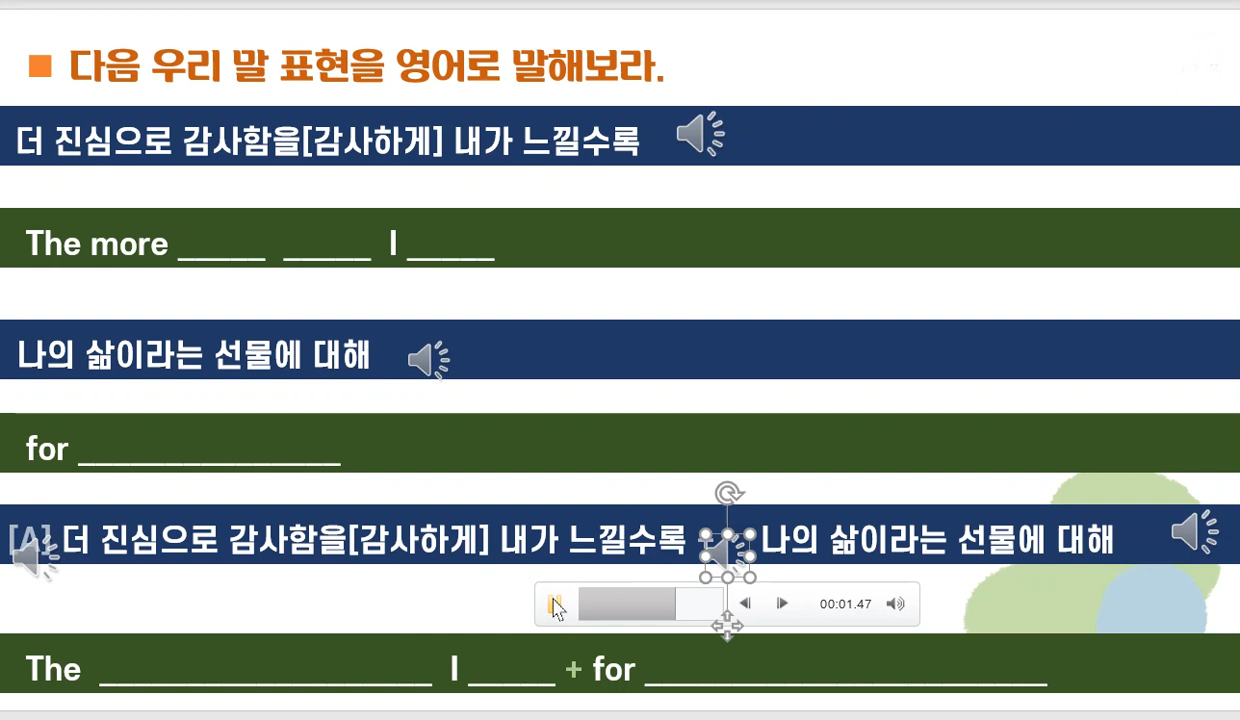 ■ 다음 우리 말 표현을 영어로 말해보라.
더 진심으로 감사함을[감사하게] 내가 느낄수록
The more _____ _____ I _____
나의 삶이라는 선물에 대해
for _______________
[A] 더 진심으로 감사함을[감사하게] 내가 느낄수록 나의 삶이라는 선물에 대해
00:01.47
The ___________________ I _____ + for _______________________